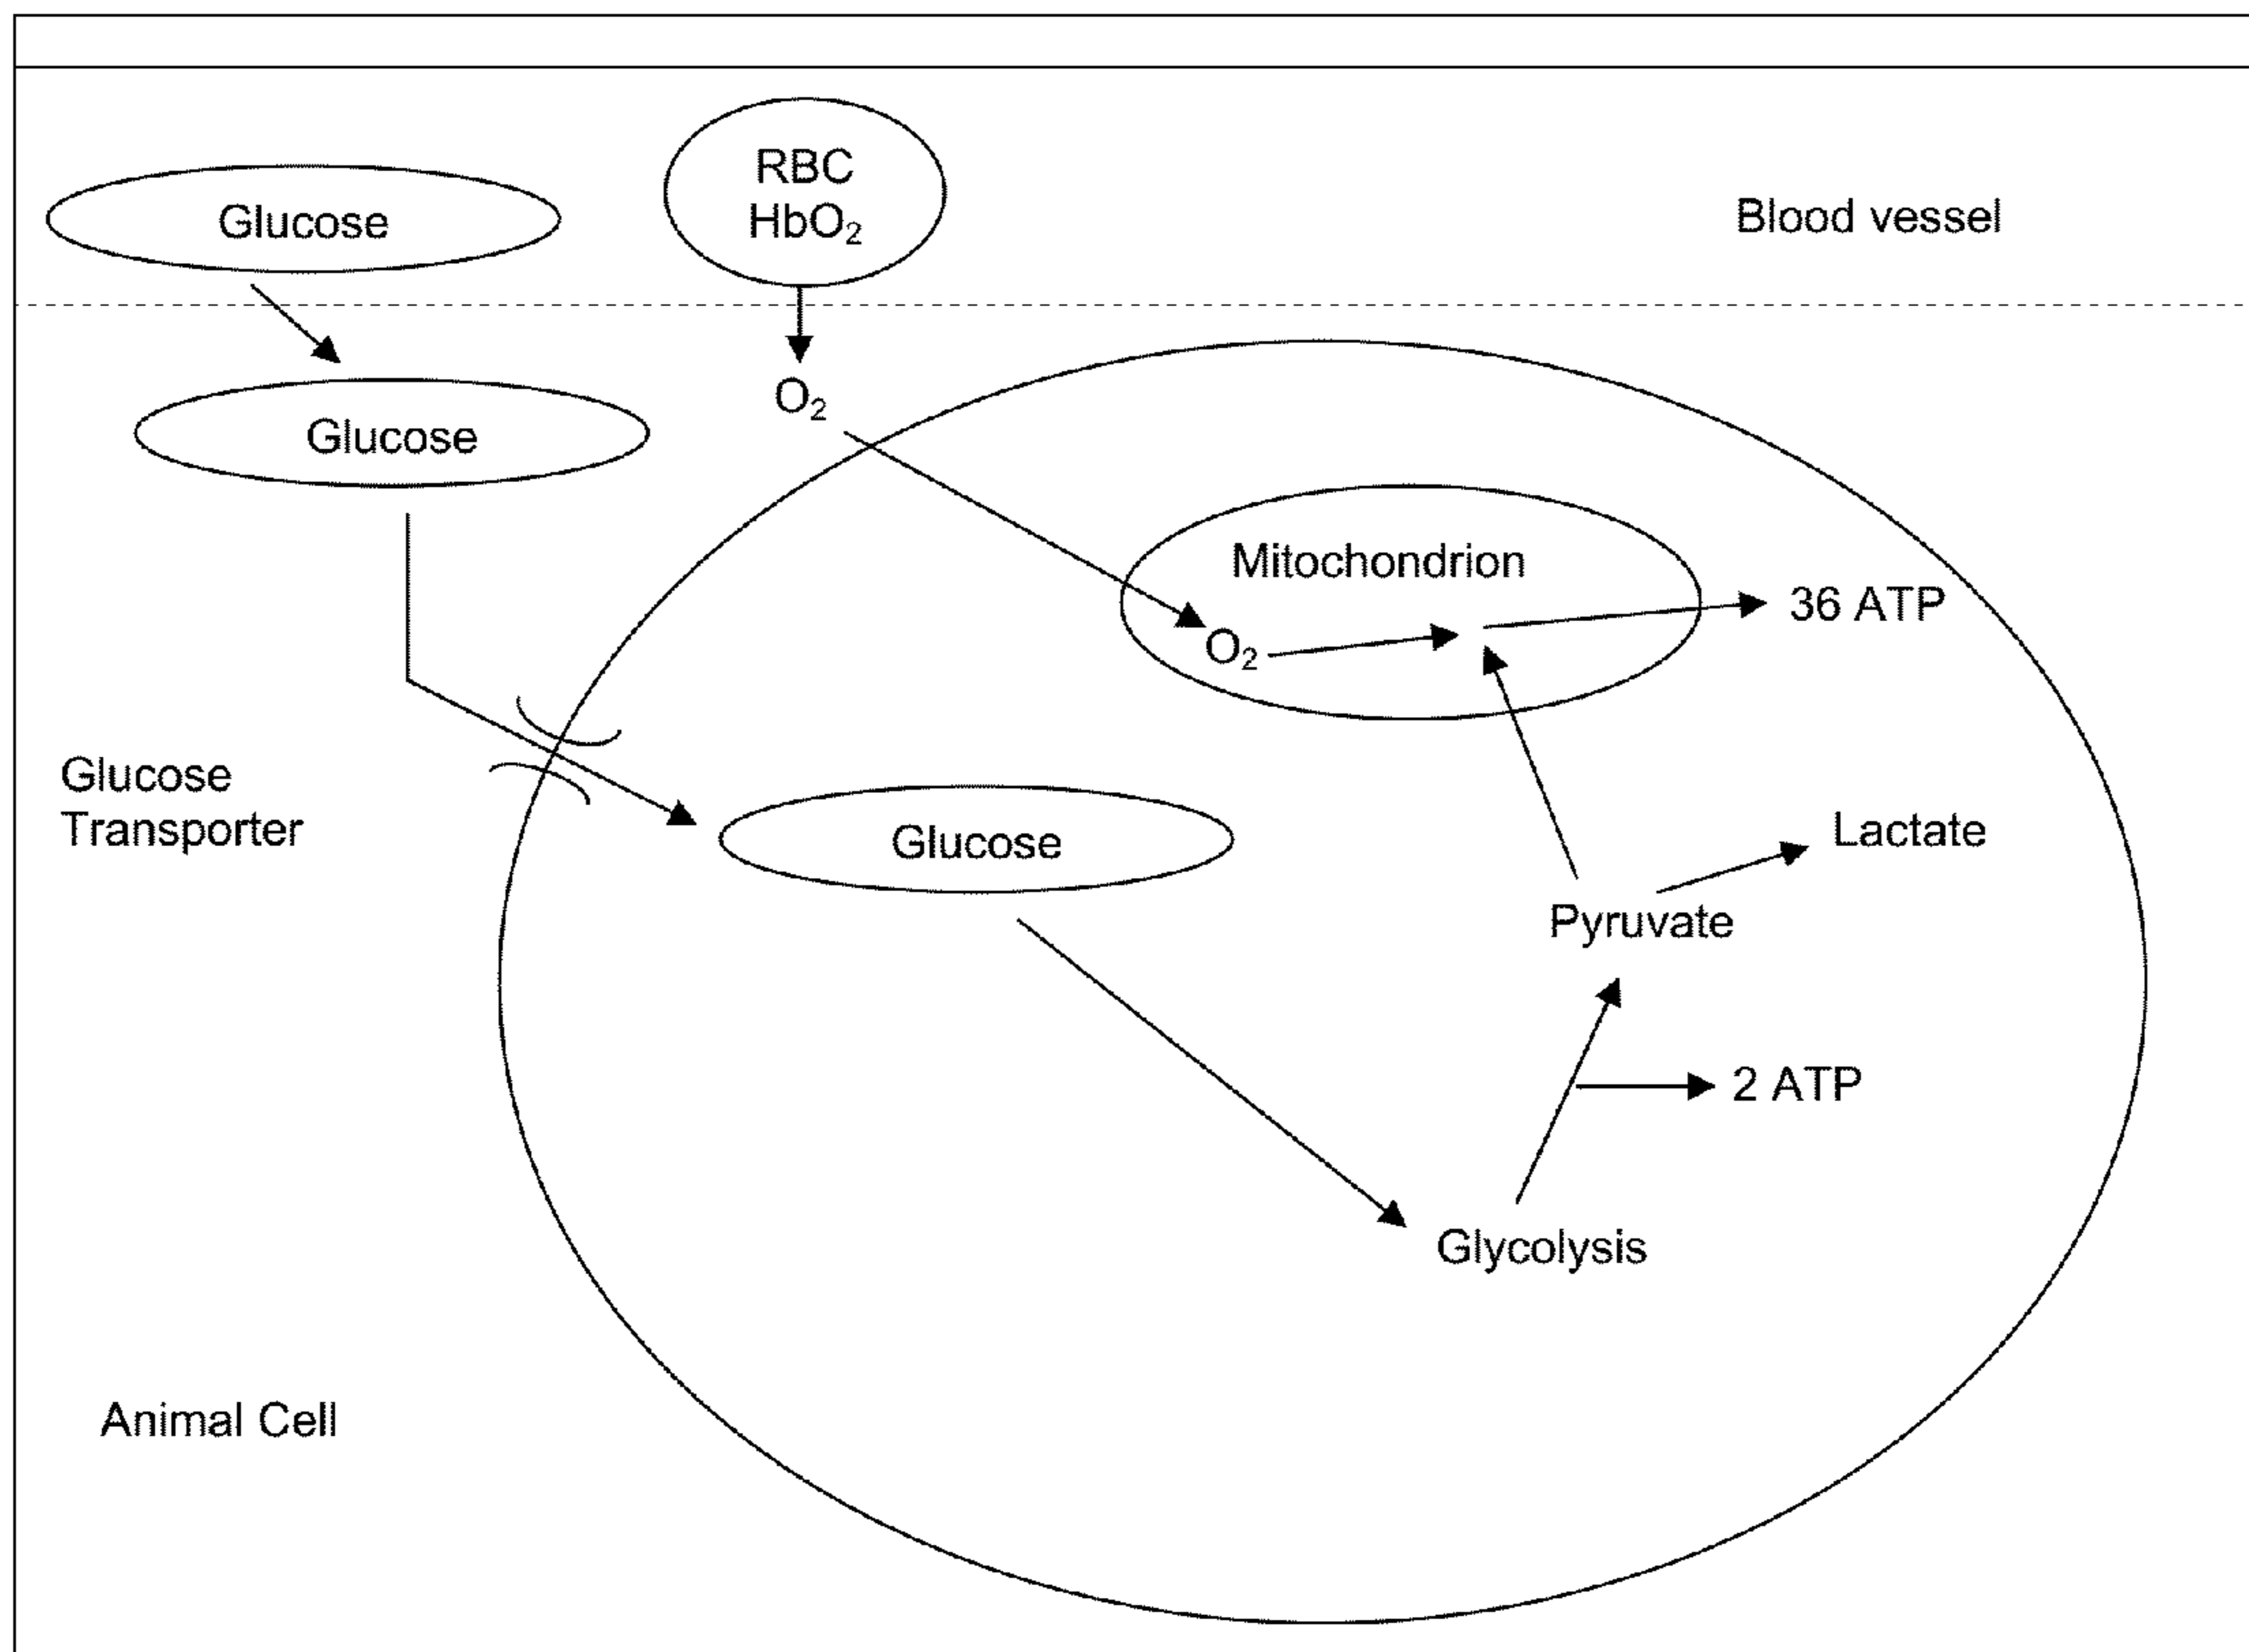 RBC
HbO₂
Glucose
Blood vessel
O₂
Glucose
Mitochondrion
36 ATP
O₂
Glucose
Transporter
Glucose
Lactate
Pyruvate
2 ATP
Glycolysis
Animal Cell